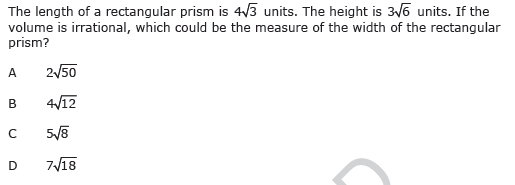 The length of a rectangular prism is 4√3 units. The height is 3√6 units. If the
volume is irrational, which could be the measure of the width of the rectangular
prism?
A 2√50
B 4√12
C 5√8
D 7√18